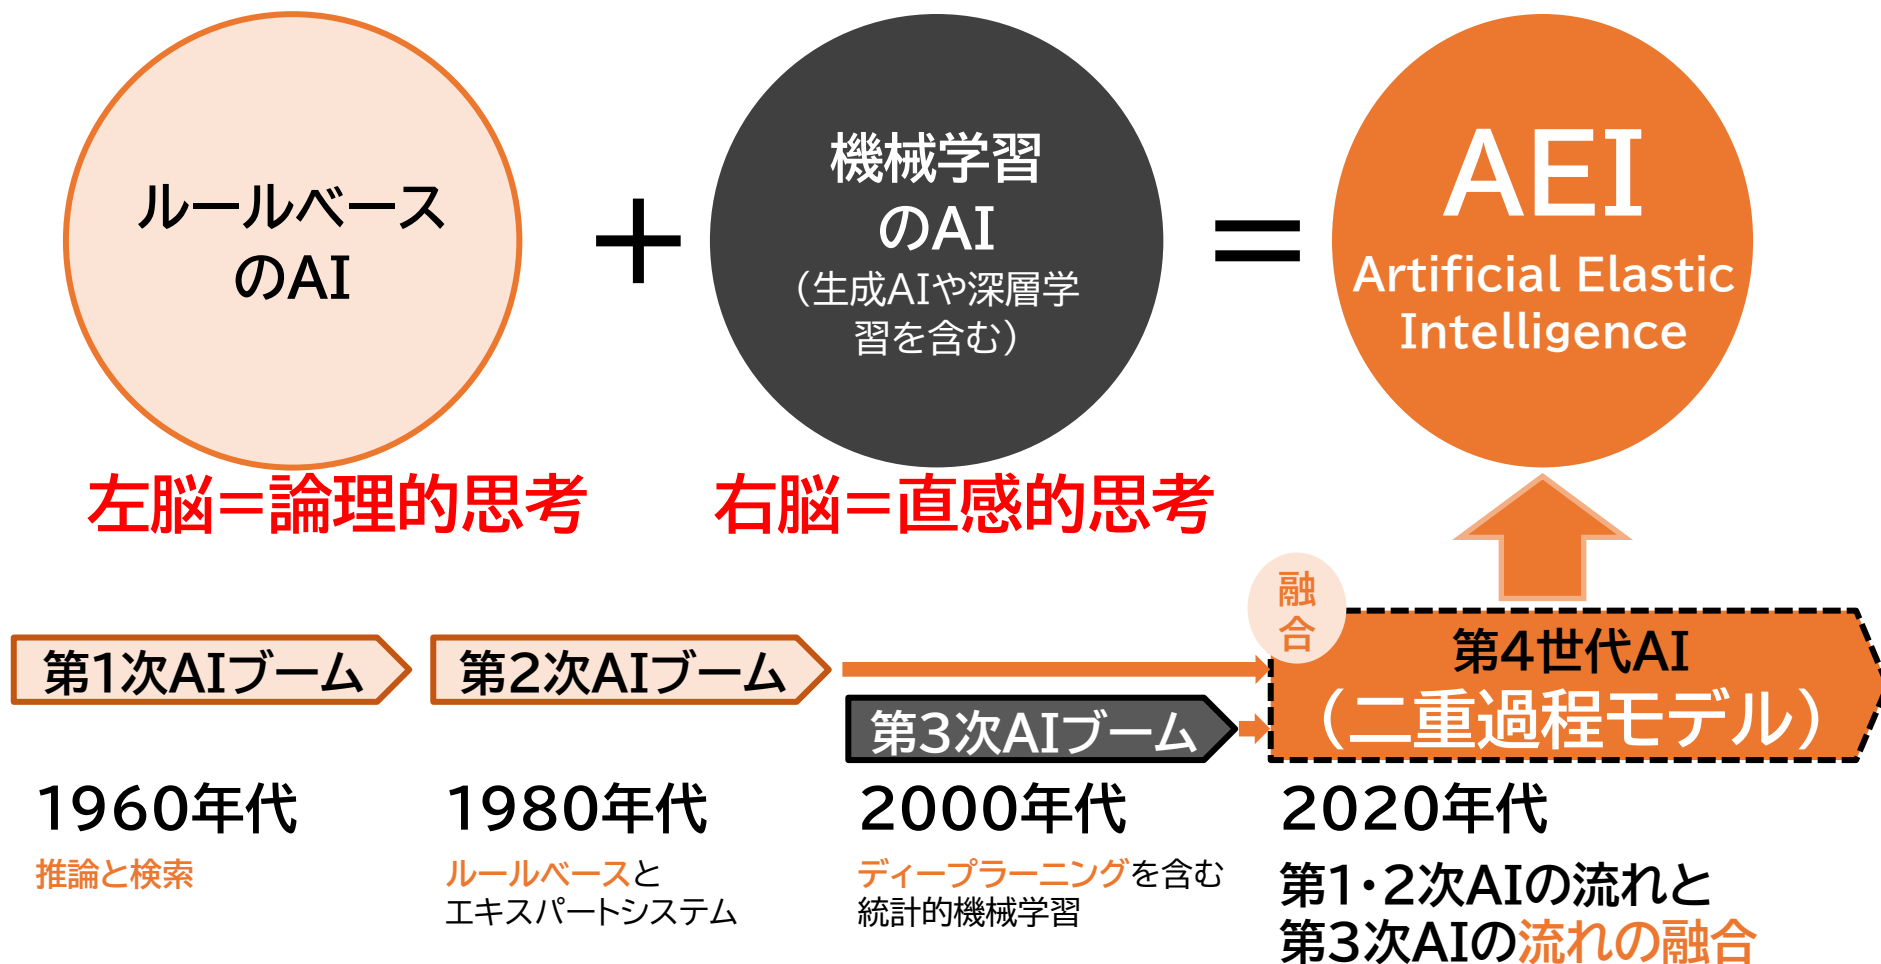 ルールベース
のAI
+
機械学習
のAI
（生成AIや深層学
習を含む）
=
AEI
Artificial Elastic
Intelligence
左脳＝論理的思考
右脳＝直感的思考
融
合
第1次AIブーム
第2次AIブーム
第3次AIブーム
第4世代AI
（二重過程モデル）
1960年代
推論と検索
1980年代
ルールベースと
エキスパートシステム
2000年代
ディープラーニングを含む
統計的機械学習
2020年代
第1・2次AIの流れと
第3次AIの流れの融合